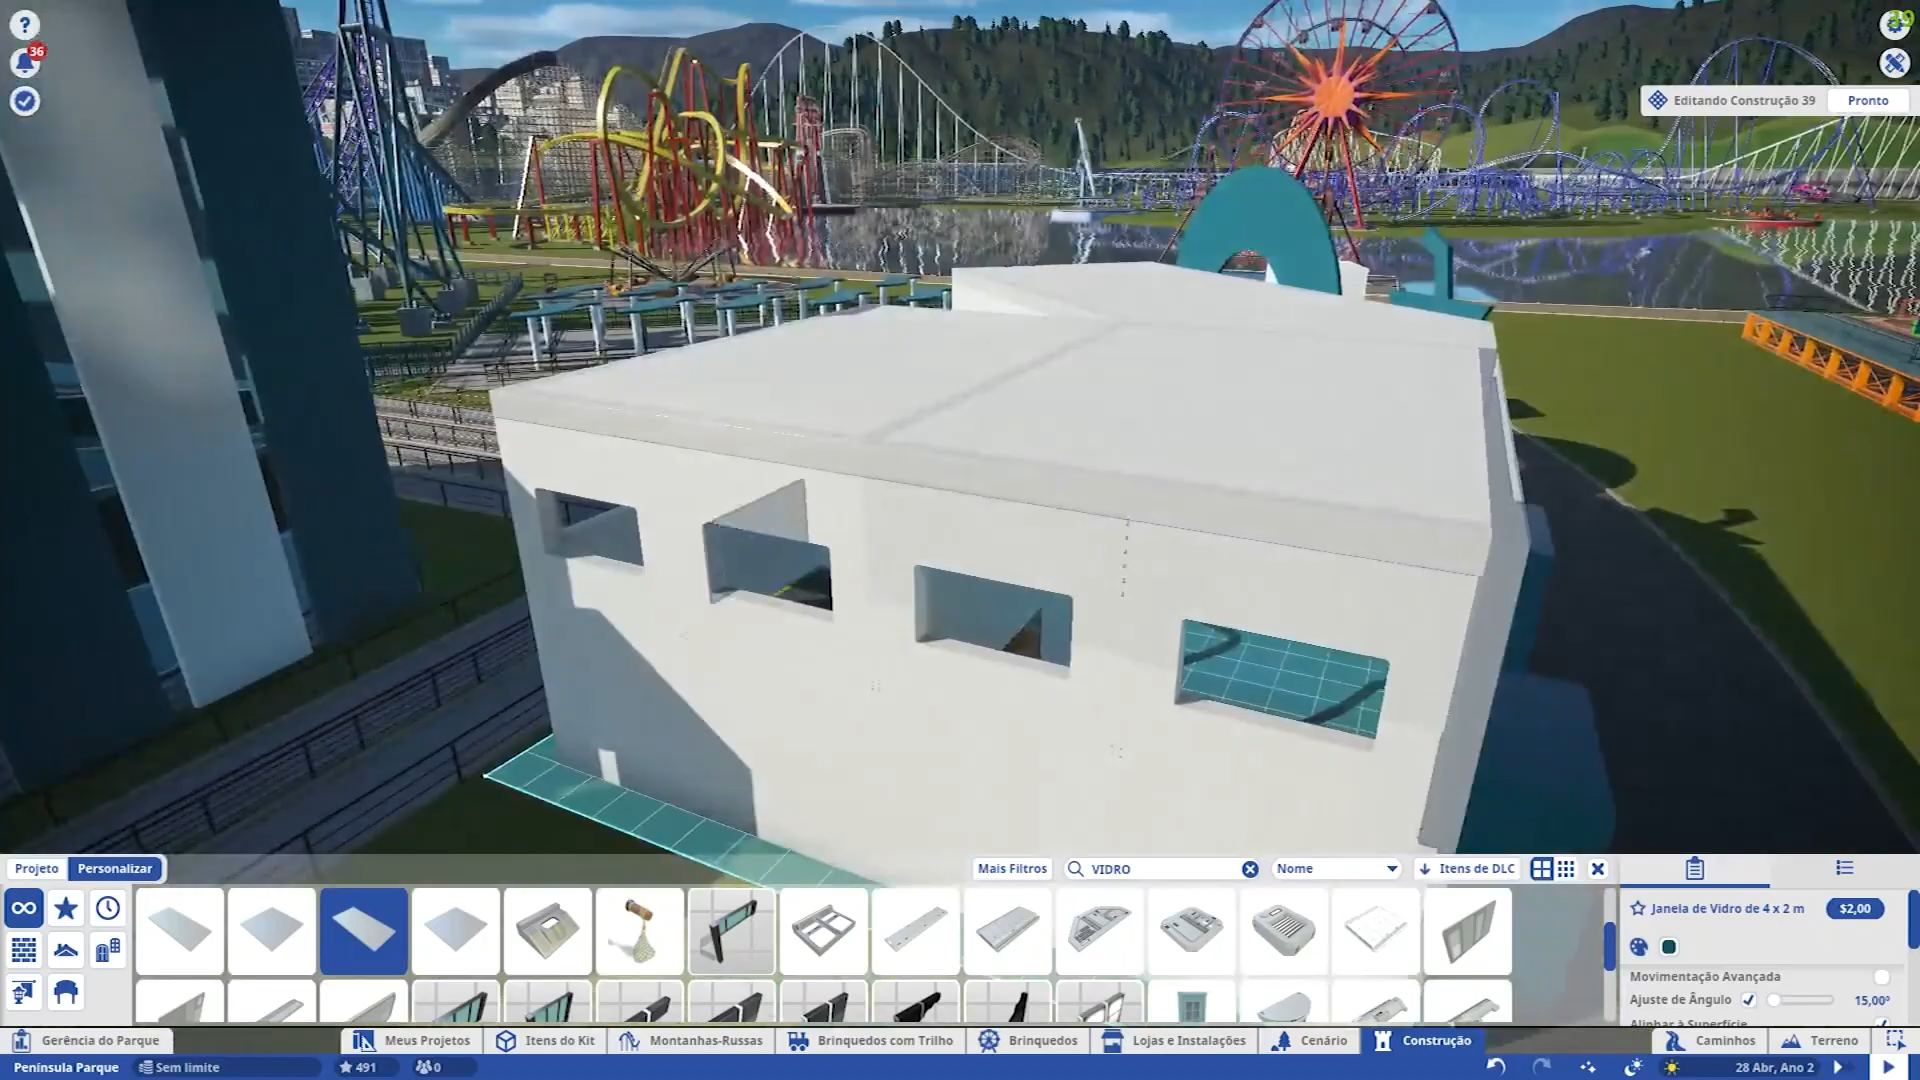 ?
36
Editando Construção 39
Pronto
Projeto
Personalizar
Mais Filtros
VIDRO
Nome
Itens de DLC
Janela de Vidro de 4 x 2 m
$2,00
Movimentação Avançada
Ajuste de Ângulo
15,00°
Alinhar à Superfície
Gerência do Parque
Meus Projetos
Itens do Kit
Montanhas-Russas
Brinquedos com Trilho
Brinquedos
Lojas e Instalações
Cenário
Construção
Caminhos
Terreno
Península Parque
Sem limite
491
0
28 Abr, Ano 2